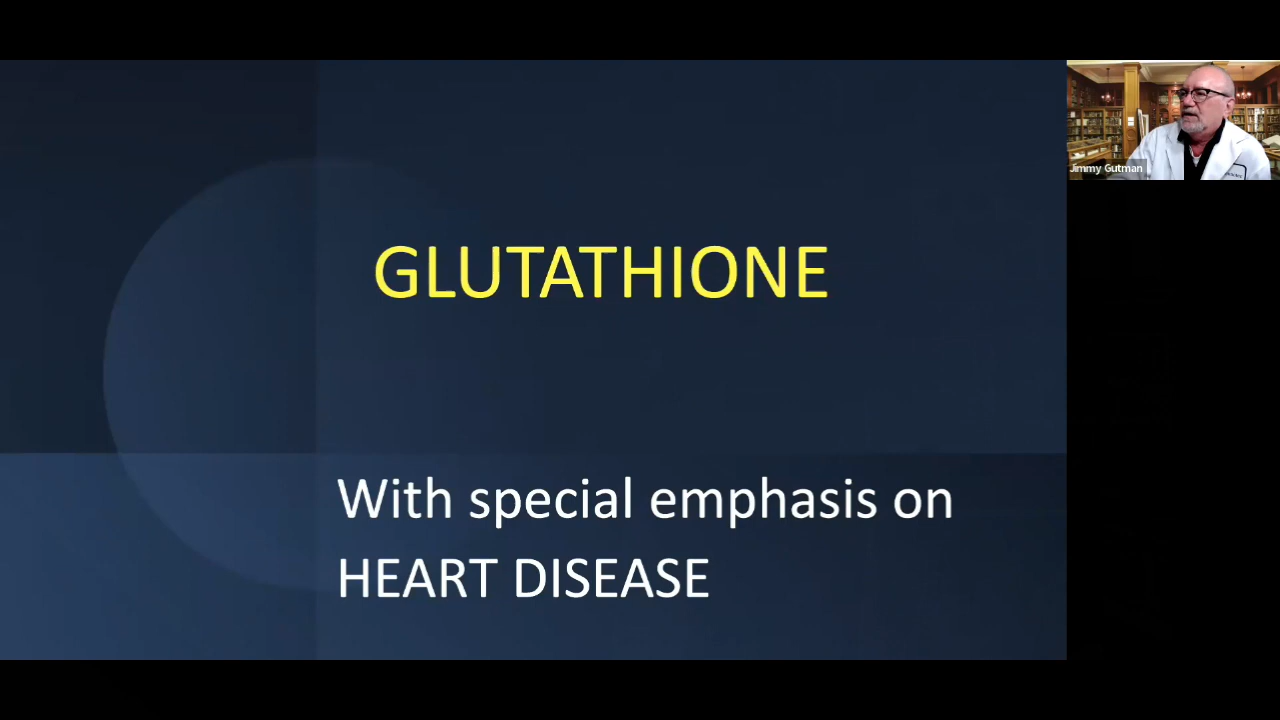 GLUTATHIONE
With special emphasis on
HEART DISEASE
Jimmy Gutman